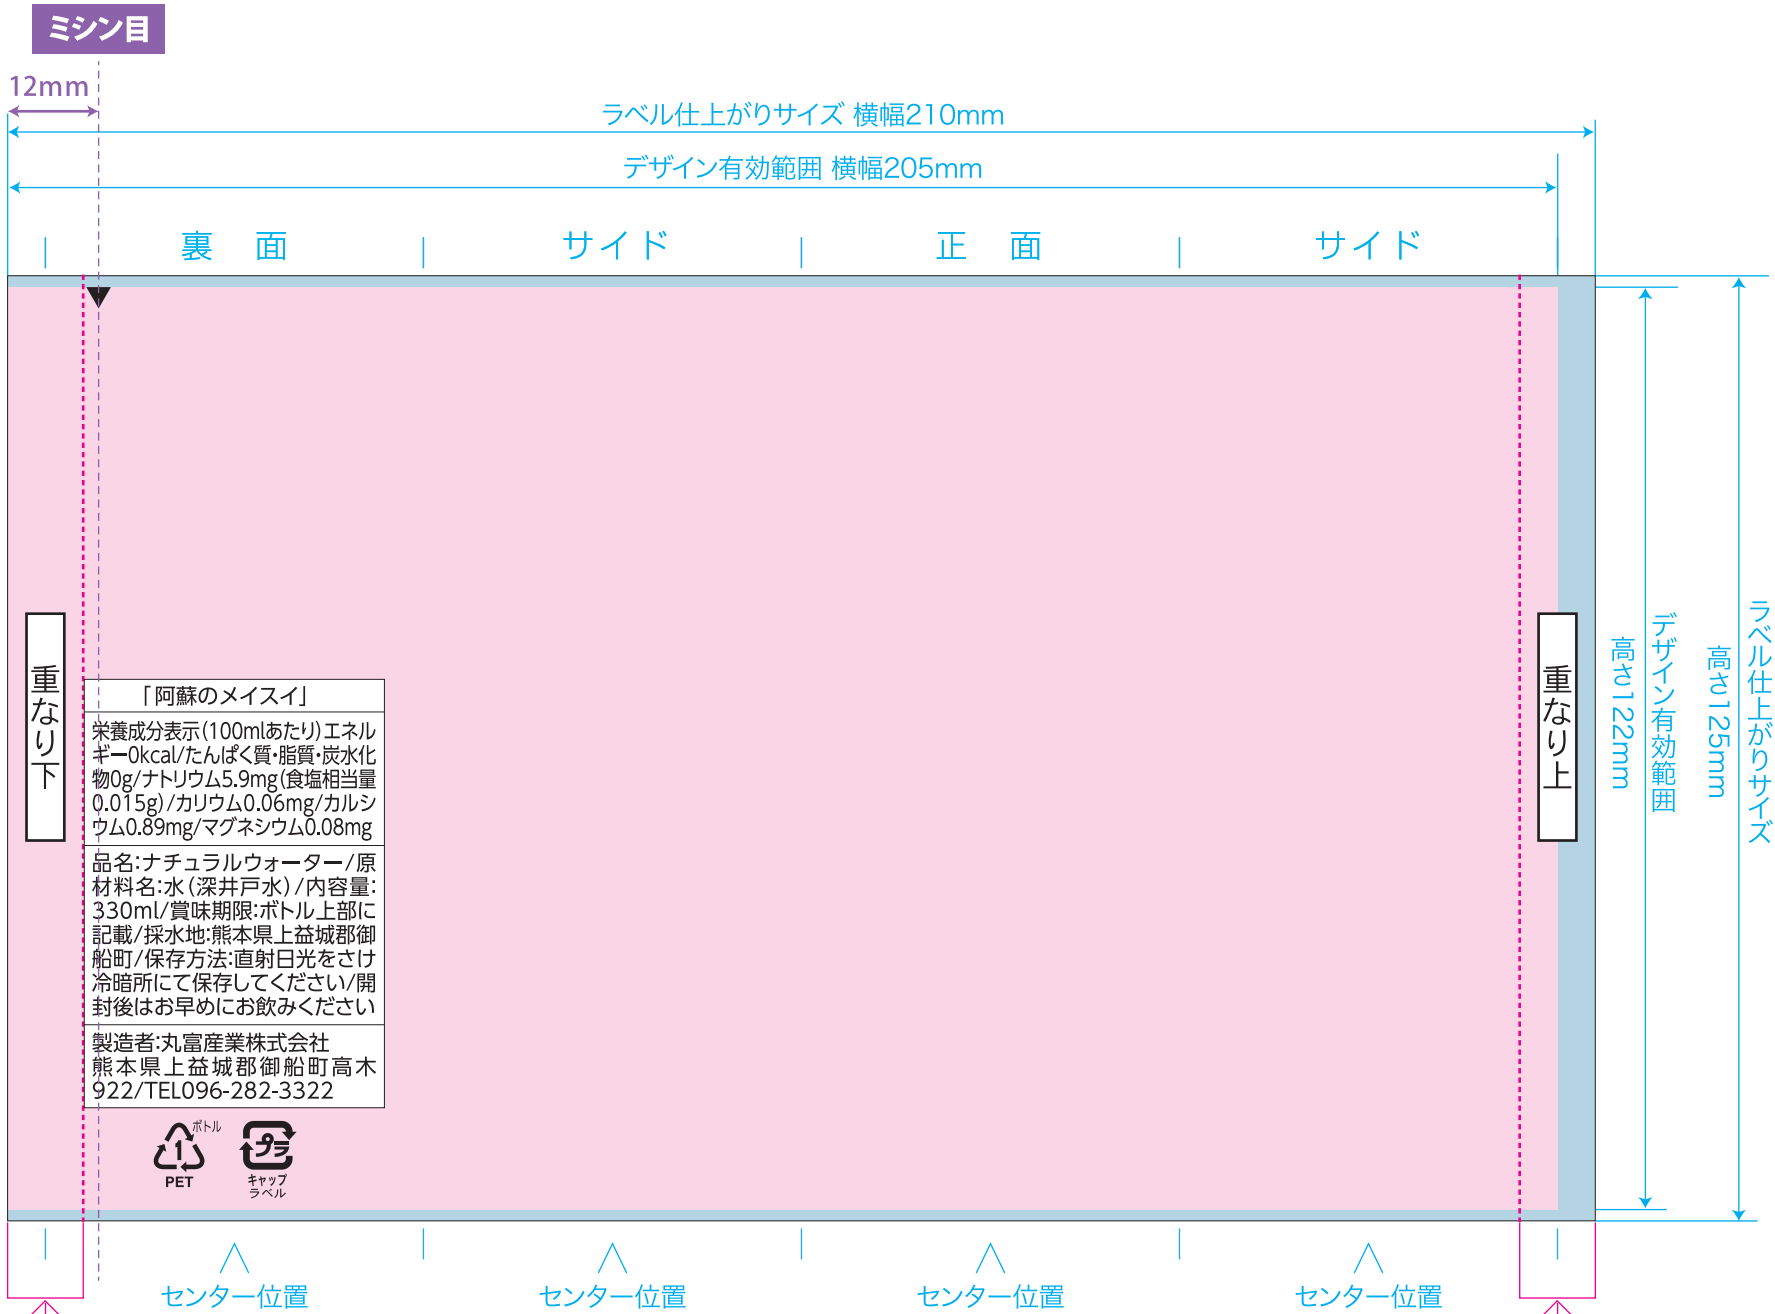 ミシン目
12mm
ラベル仕上がりサイズ 横幅210mm
デザイン有効範囲 横幅205mm
裏面
サイド
正面
サイド
重なり下
「阿蘇のメイスイ」
栄養成分表示(100mlあたり)エネル
ギー0kcal/たんぱく質・脂質・炭水化
物0g/ナトリウム5.9mg(食塩相当量
0.015g)/カリウム0.06mg/カルシ
ウム0.89mg/マグネシウム0.08mg
品名:ナチュラルウォーター/原
材料名:水(深井戸水)/内容量:
330ml/賞味期限:ボトル上部に
記載/採水地:熊本県上益城郡御
船町/保存方法:直射日光をさけ
冷暗所にて保存してください/開
封後はお早めにお飲みください
製造者:丸富産業株式会社
熊本県上益城郡御船町高木
922/TEL096-282-3322
1
ボトル
PET
プラ
キャップ
ラベル
重なり上
デザイン有効範囲
高さ122mm
ラベル仕上がりサイズ
高さ125mm
センター位置
センター位置
センター位置
センター位置